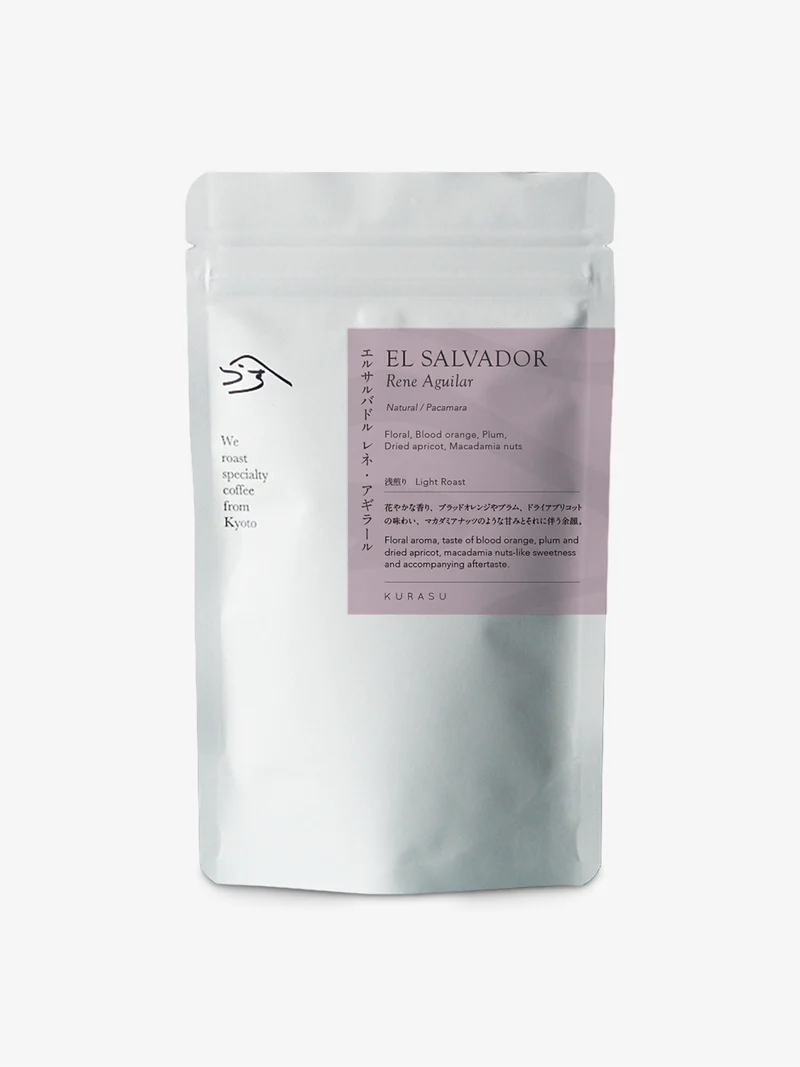 We
roast
specialty
coffee
from
Kyoto
エルサルバドル レネ・アギラール
EL SALVADOR
Rene Aguilar
Natural / Pacamara
Floral, Blood orange, Plum,
Dried apricot, Macadamia nuts
浅煎り Light Roast
花やかな香り、ブラッドオレンジやプラム、ドライアプリコット
の味わい、マカダミアナッツのような甘みとそれに伴う余韻。
Floral aroma, taste of blood orange, plum and
dried apricot, macadamia nuts-like sweetness
and accompanying aftertaste.
KURASU